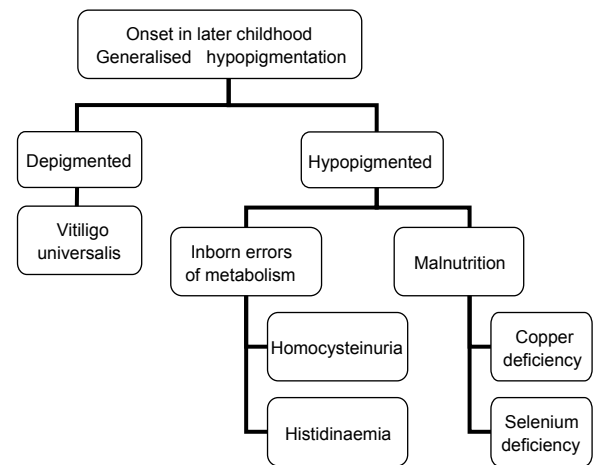 Onset in later childhood
Generalised hypopigmentation
Depigmented
Hypopigmented
Vitiligo
universalis
Inborn errors
of metabolism
Malnutrition
Homocysteinuria
Copper
deficiency
Histidinaemia
Selenium
deficiency